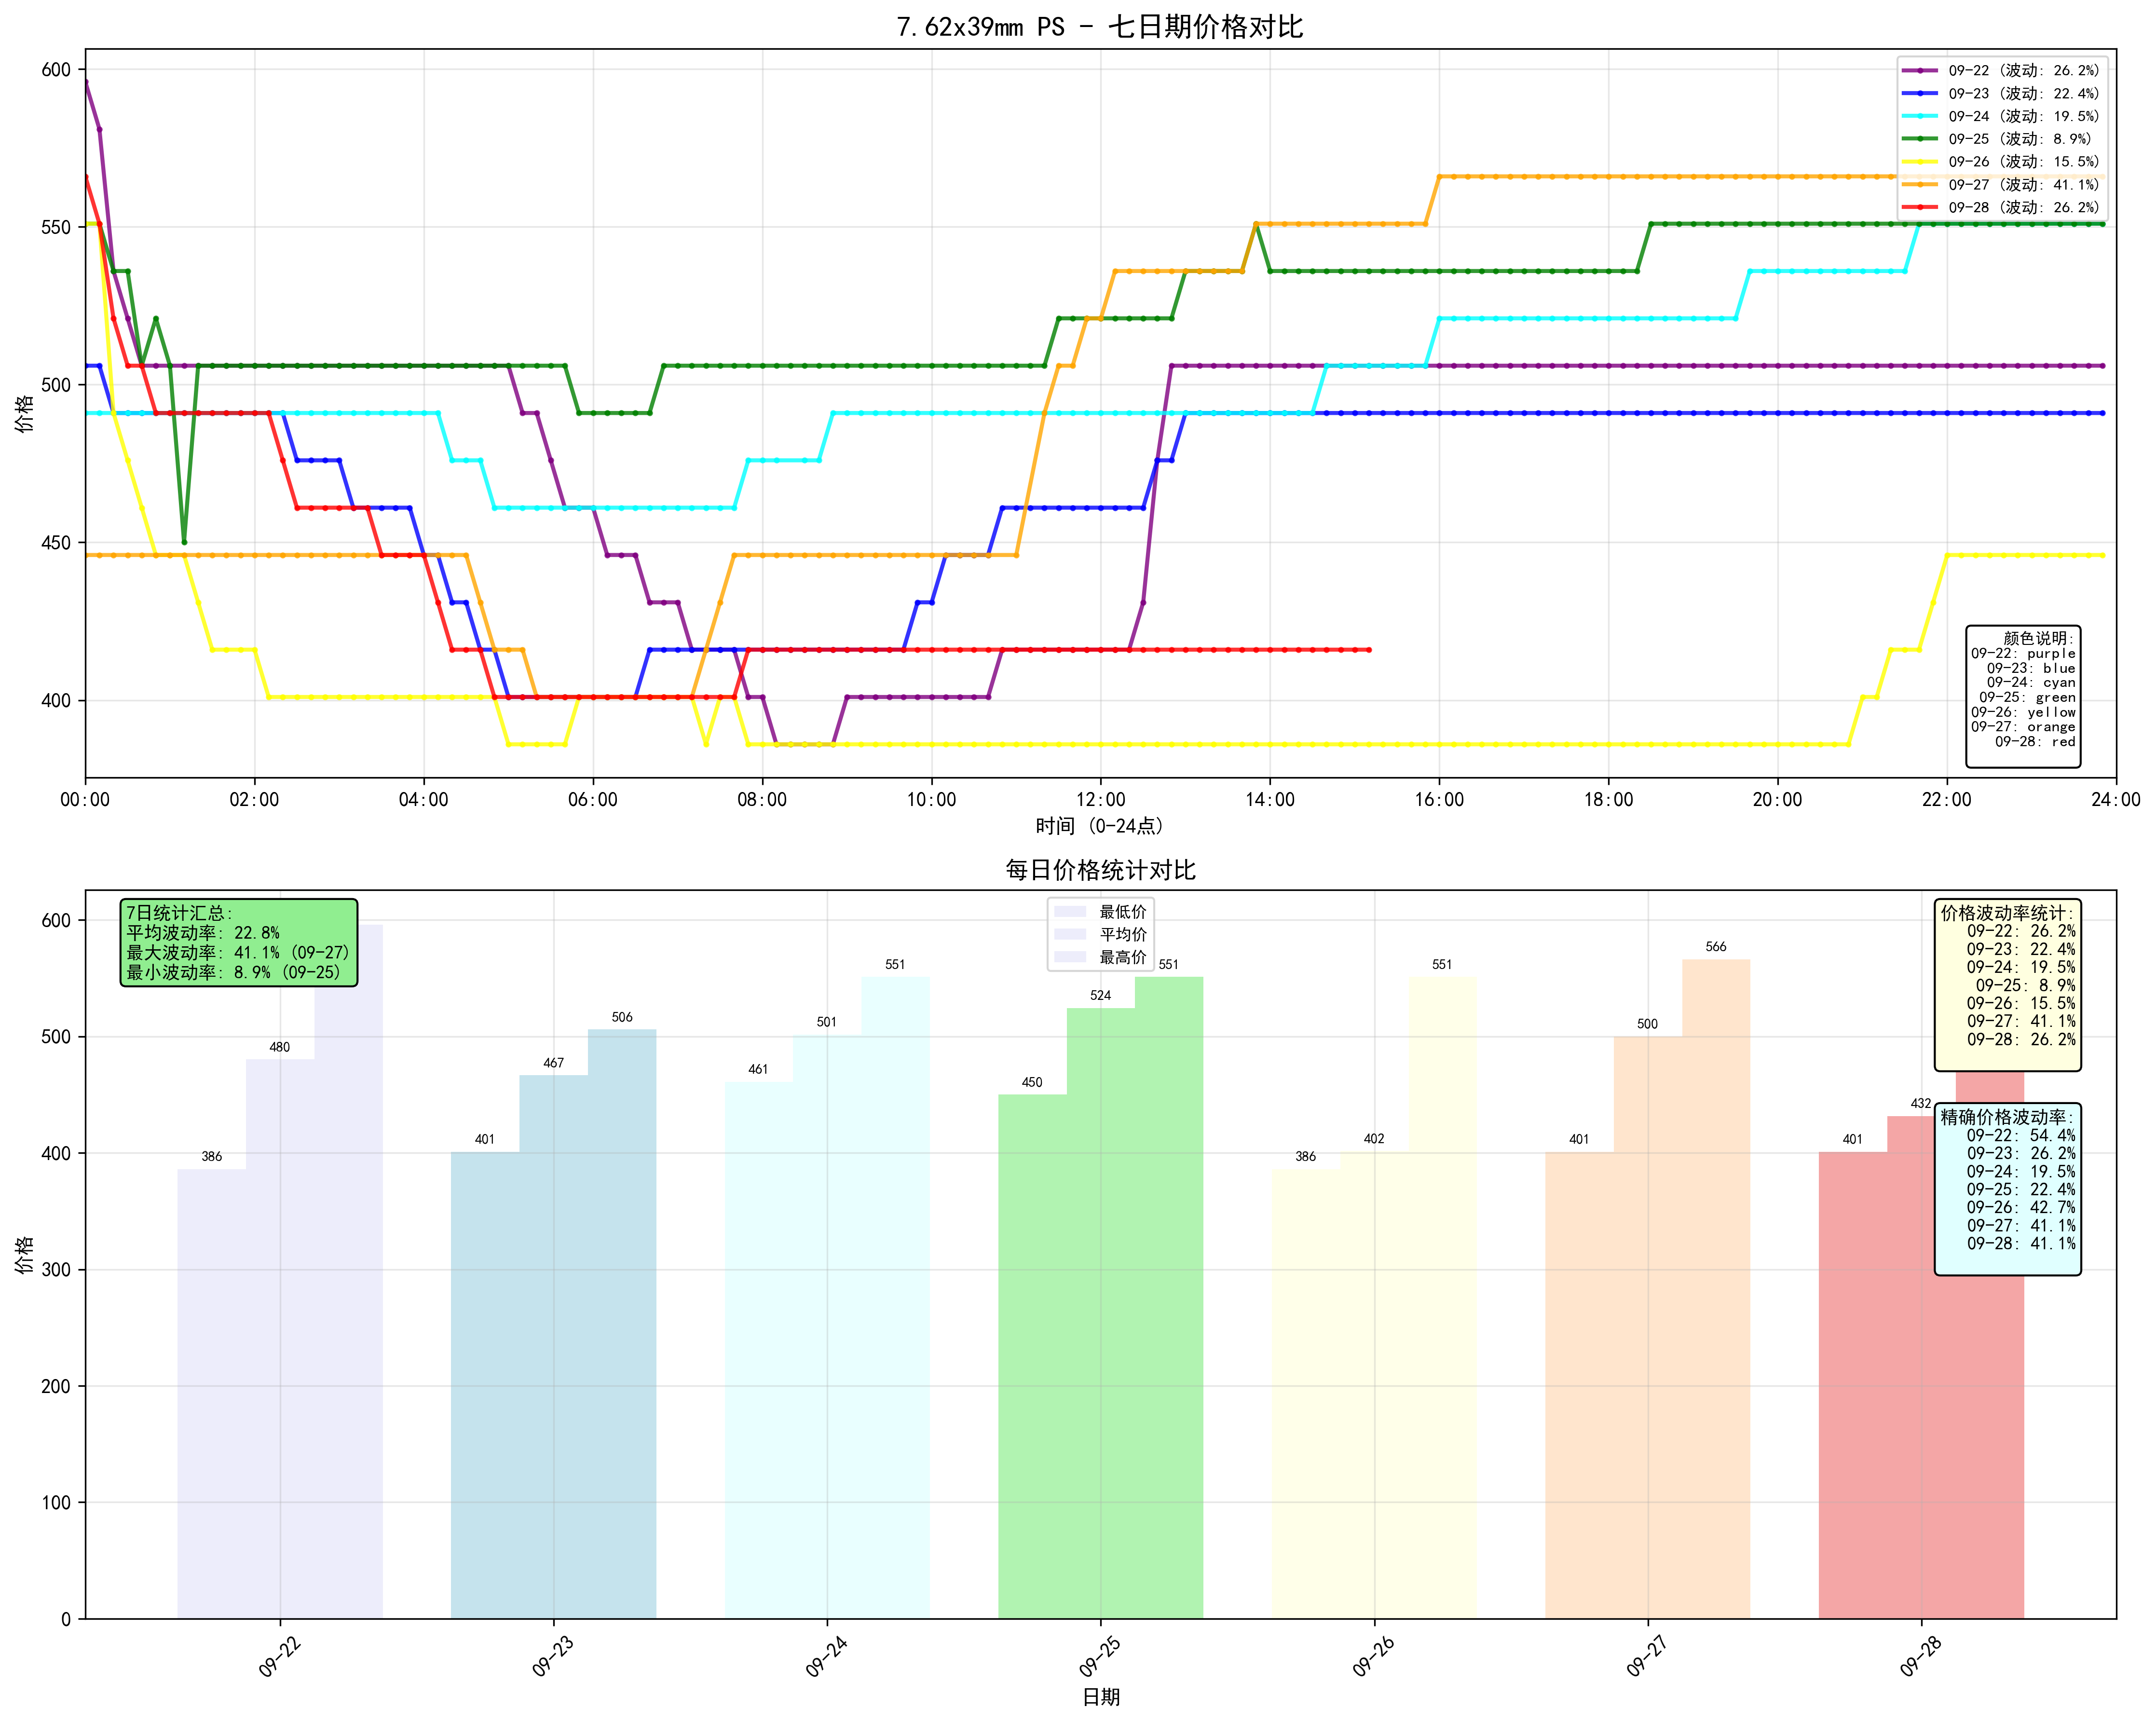 7.62x39mm PS - 七日期价格对比
价格
600
550
500
450
400
09-22 (波动: 26.2%)
09-23 (波动: 22.4%)
09-24 (波动: 19.5%)
09-25 (波动: 8.9%)
09-26 (波动: 15.5%)
09-27 (波动: 41.1%)
09-28 (波动: 26.2%)
颜色说明:
09-22: purple
09-23: blue
09-24: cyan
09-25: green
09-26: yellow
09-27: orange
09-28: red
00:00 02:00 04:00 06:00 08:00 10:00 12:00 14:00 16:00 18:00 20:00 22:00 24:00
时间 (0-24点)
每日价格统计对比
价格
600
500
400
300
200
100
0
7日统计汇总:
平均波动率: 22.8%
最大波动率: 41.1% (09-27)
最小波动率: 8.9% (09-25)
最低价
平均价
最高价
价格波动率统计:
09-22: 26.2%
09-23: 22.4%
09-24: 19.5%
09-25: 8.9%
09-26: 15.5%
09-27: 41.1%
09-28: 26.2%
精确价格波动率:
09-22: 54.4%
09-23: 26.2%
09-24: 19.5%
09-25: 22.4%
09-26: 42.7%
09-27: 41.1%
09-28: 41.1%
386 480
401 467 506
461 501 551
450 524 551
386 402 551
401 500 566
401 432
09-22 09-23 09-24 09-25 09-26 09-27 09-28
日期